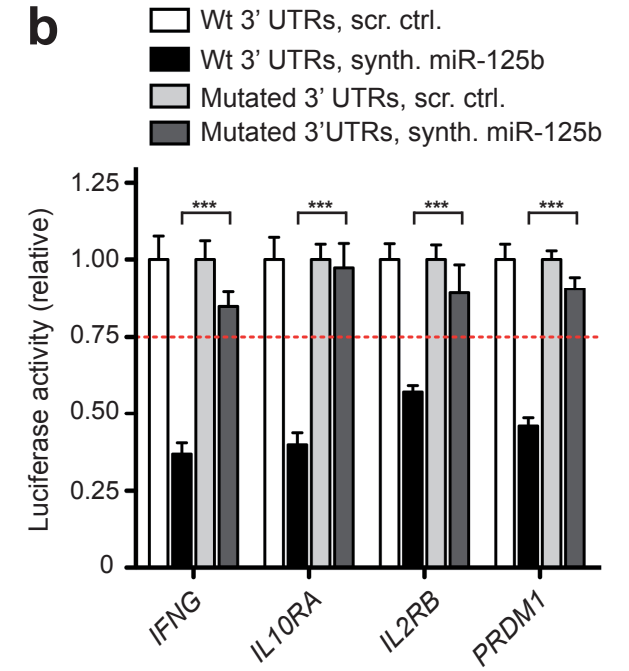 b
Wt 3' UTRs, scr. ctrl.
Wt 3' UTRs, synth. miR-125b
Mutated 3' UTRs, scr. ctrl.
Mutated 3'UTRs, synth. miR-125b
Luciferase activity (relative)
1.25
1.00
0.75
0.50
0.25
0
*** *** *** ***
IFNG IL10RA IL2RB PRDM1